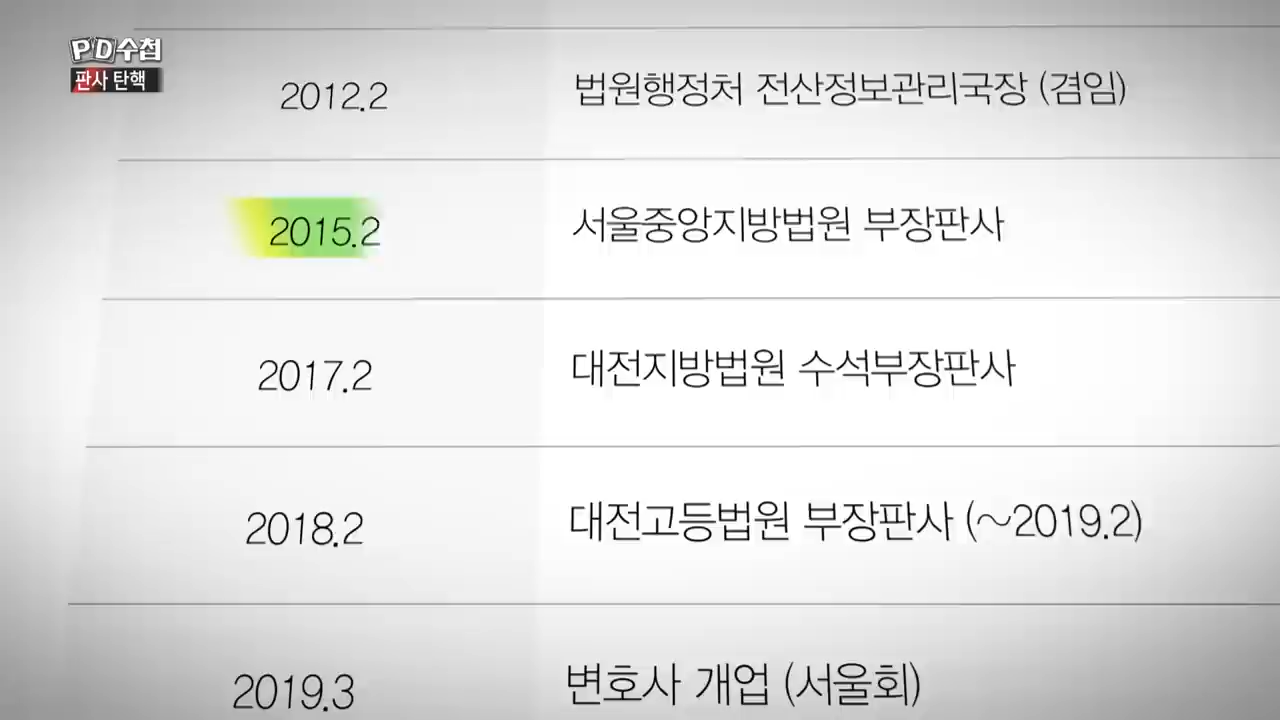 PD수첩
판사 탄핵
2012.2 법원행정처 전산정보관리국장 (겸임)
2015.2 서울중앙지방법원 부장판사
2017.2 대전지방법원 수석부장판사
2018.2 대전고등법원 부장판사 (~2019.2)
2019.3 변호사 개업 (서울회)